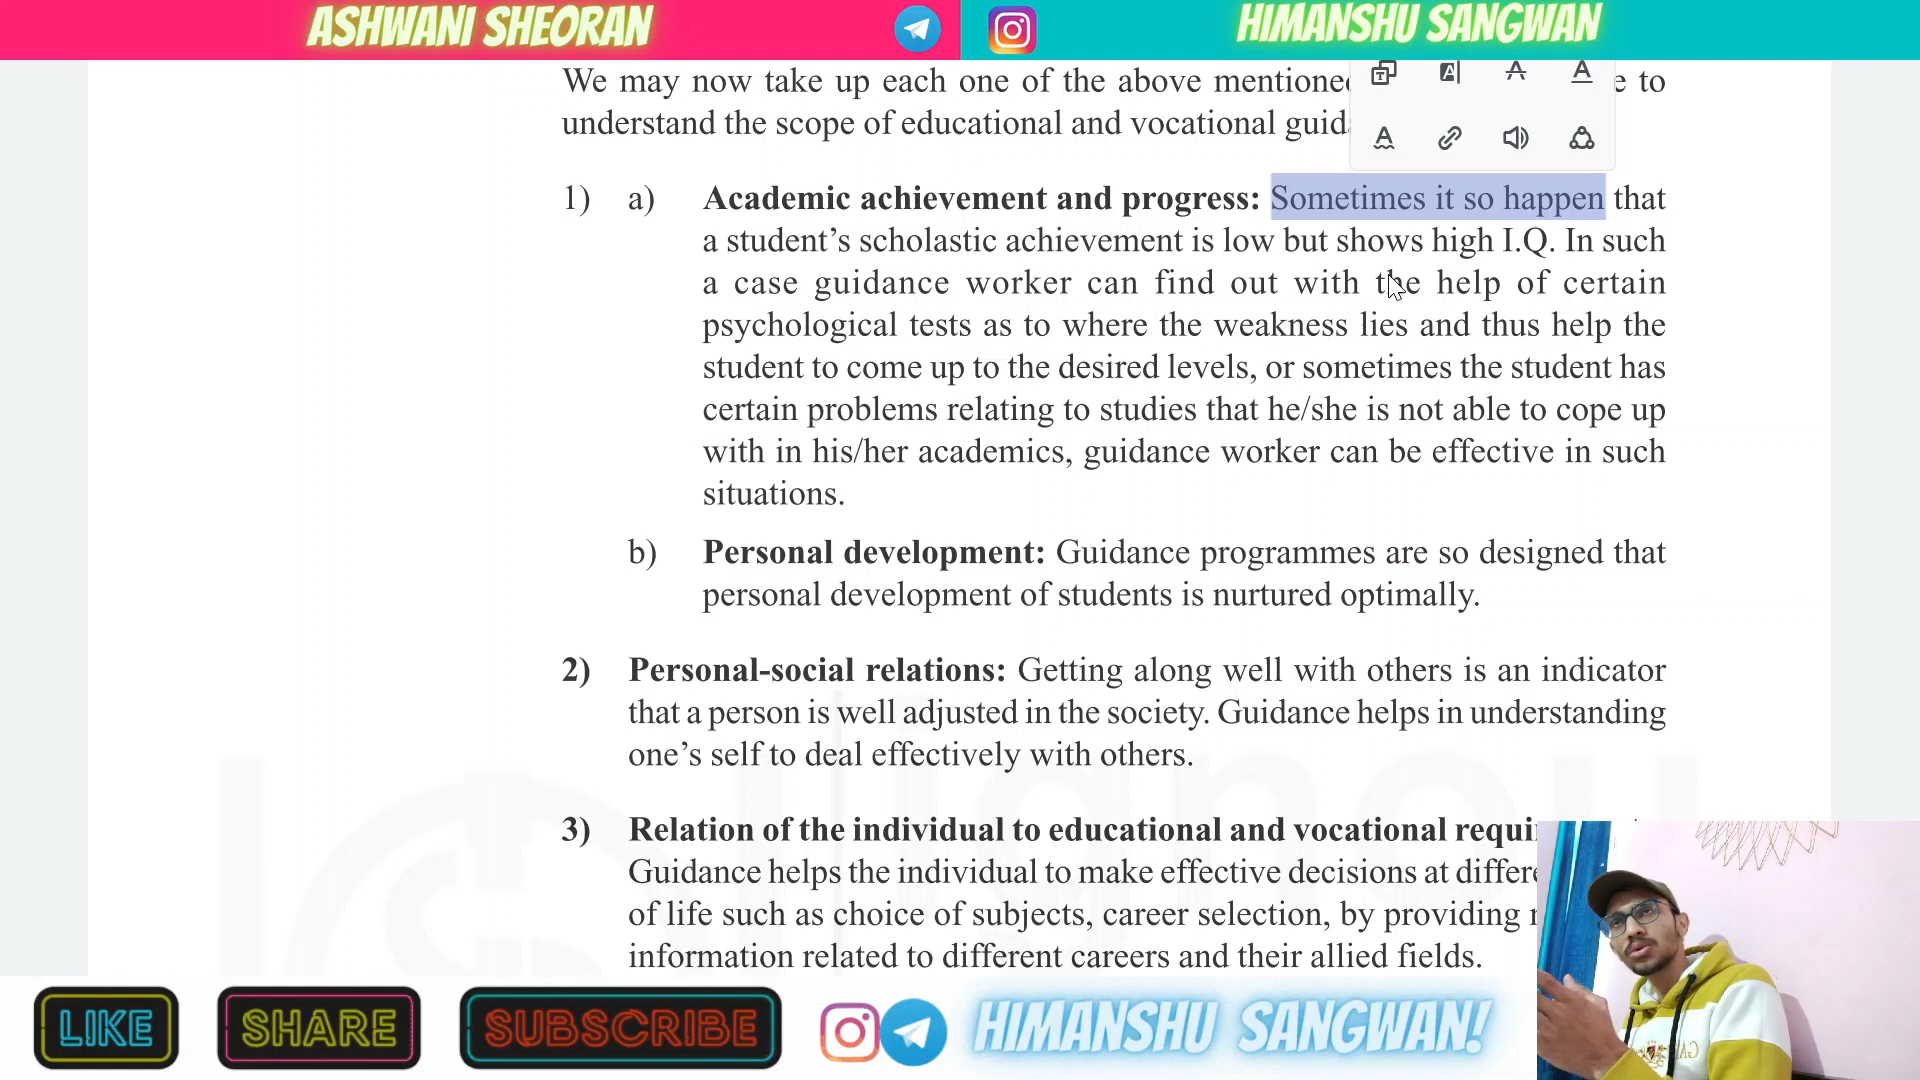 ASHWANI SHEORAN
HIMANSHU SANGWAN
We may now take up each one of the above mentioned e to
understand the scope of educational and vocational guid
1) a) Academic achievement and progress: Sometimes it so happen that
a student's scholastic achievement is low but shows high I.Q. In such
a case guidance worker can find out with the help of certain
psychological tests as to where the weakness lies and thus help the
student to come up to the desired levels, or sometimes the student has
certain problems relating to studies that he/she is not able to cope up
with in his/her academics, guidance worker can be effective in such
situations.
b) Personal development: Guidance programmes are so designed that
personal development of students is nurtured optimally.
2) Personal-social relations: Getting along well with others is an indicator
that a person is well adjusted in the society. Guidance helps in understanding
one's self to deal effectively with others.
3) Relation of the individual to educational and vocational requi
Guidance helps the individual to make effective decisions at differe
of life such as choice of subjects, career selection, by providing
information related to different careers and their allied fields.
LIKE
SHARE
SUBSCRIBE
HIMANSHU SANGWAN!